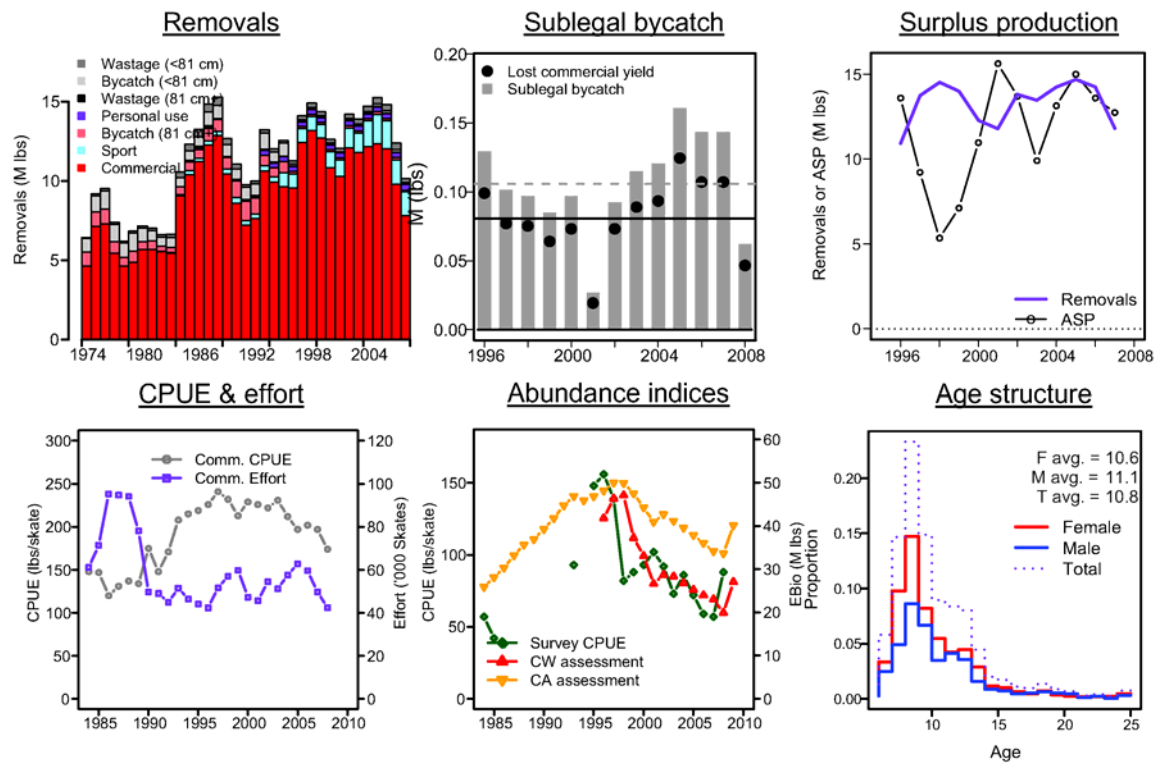 Removals
Wastage (<81 cm)
Bycatch (<81 cm)
Wastage (81 cm+)
Personal use
Bycatch (81 cm+)
Sport
Commercial
Removals (M lbs)
15
10
5
0
1974 1980 1986 1992 1998 2004
Sublegal bycatch
Lost commercial yield
Sublegal bycatch
M (lbs)
0.20
0.15
0.10
0.05
0.00
1996 2000 2004 2008
Surplus production
Removals or ASP (M lbs)
15
10
5
0
Removals
ASP
1996 2000 2004 2008
CPUE & effort
Comm. CPUE
Comm. Effort
CPUE (lbs/skate)
300
250
200
150
100
50
0
Effort ('000 Skates)
120
100
80
60
40
20
0
1985 1990 1995 2000 2005 2010
Abundance indices
CPUE (lbs/skate)
150
100
50
0
Survey CPUE
CW assessment
CA assessment
EBio (M lbs)
60
50
40
30
20
10
0
1985 1990 1995 2000 2005 2010
Age structure
F avg. = 10.6
M avg. = 11.1
T avg. = 10.8
Female
Male
Total
Proportion
0.20
0.15
0.10
0.05
0.00
10 15 20 25
Age